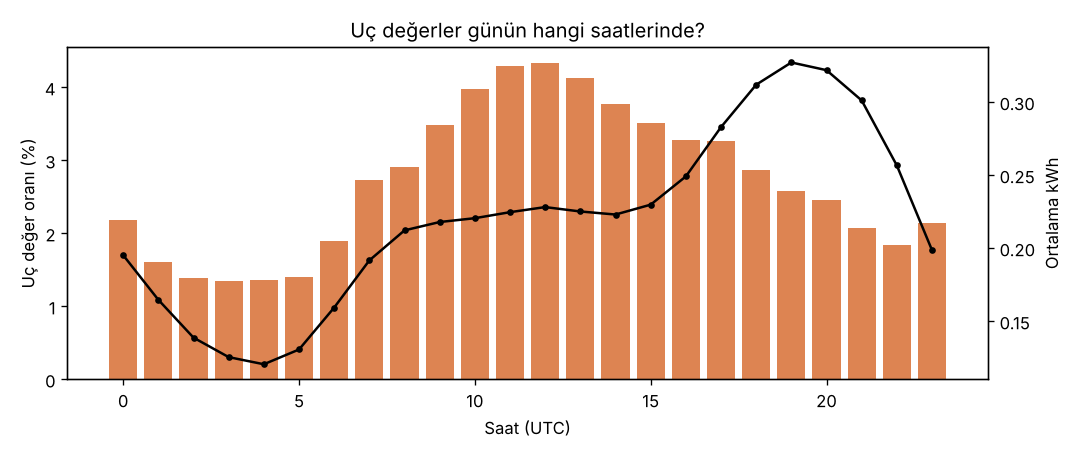 Uç değerler günün hangi saatlerinde?
Uç değer oranı (%)
4
3
2
1
0
0 5 10 15 20
Saat (UTC)
0.30
0.25
0.20
0.15
Ortalama kWh